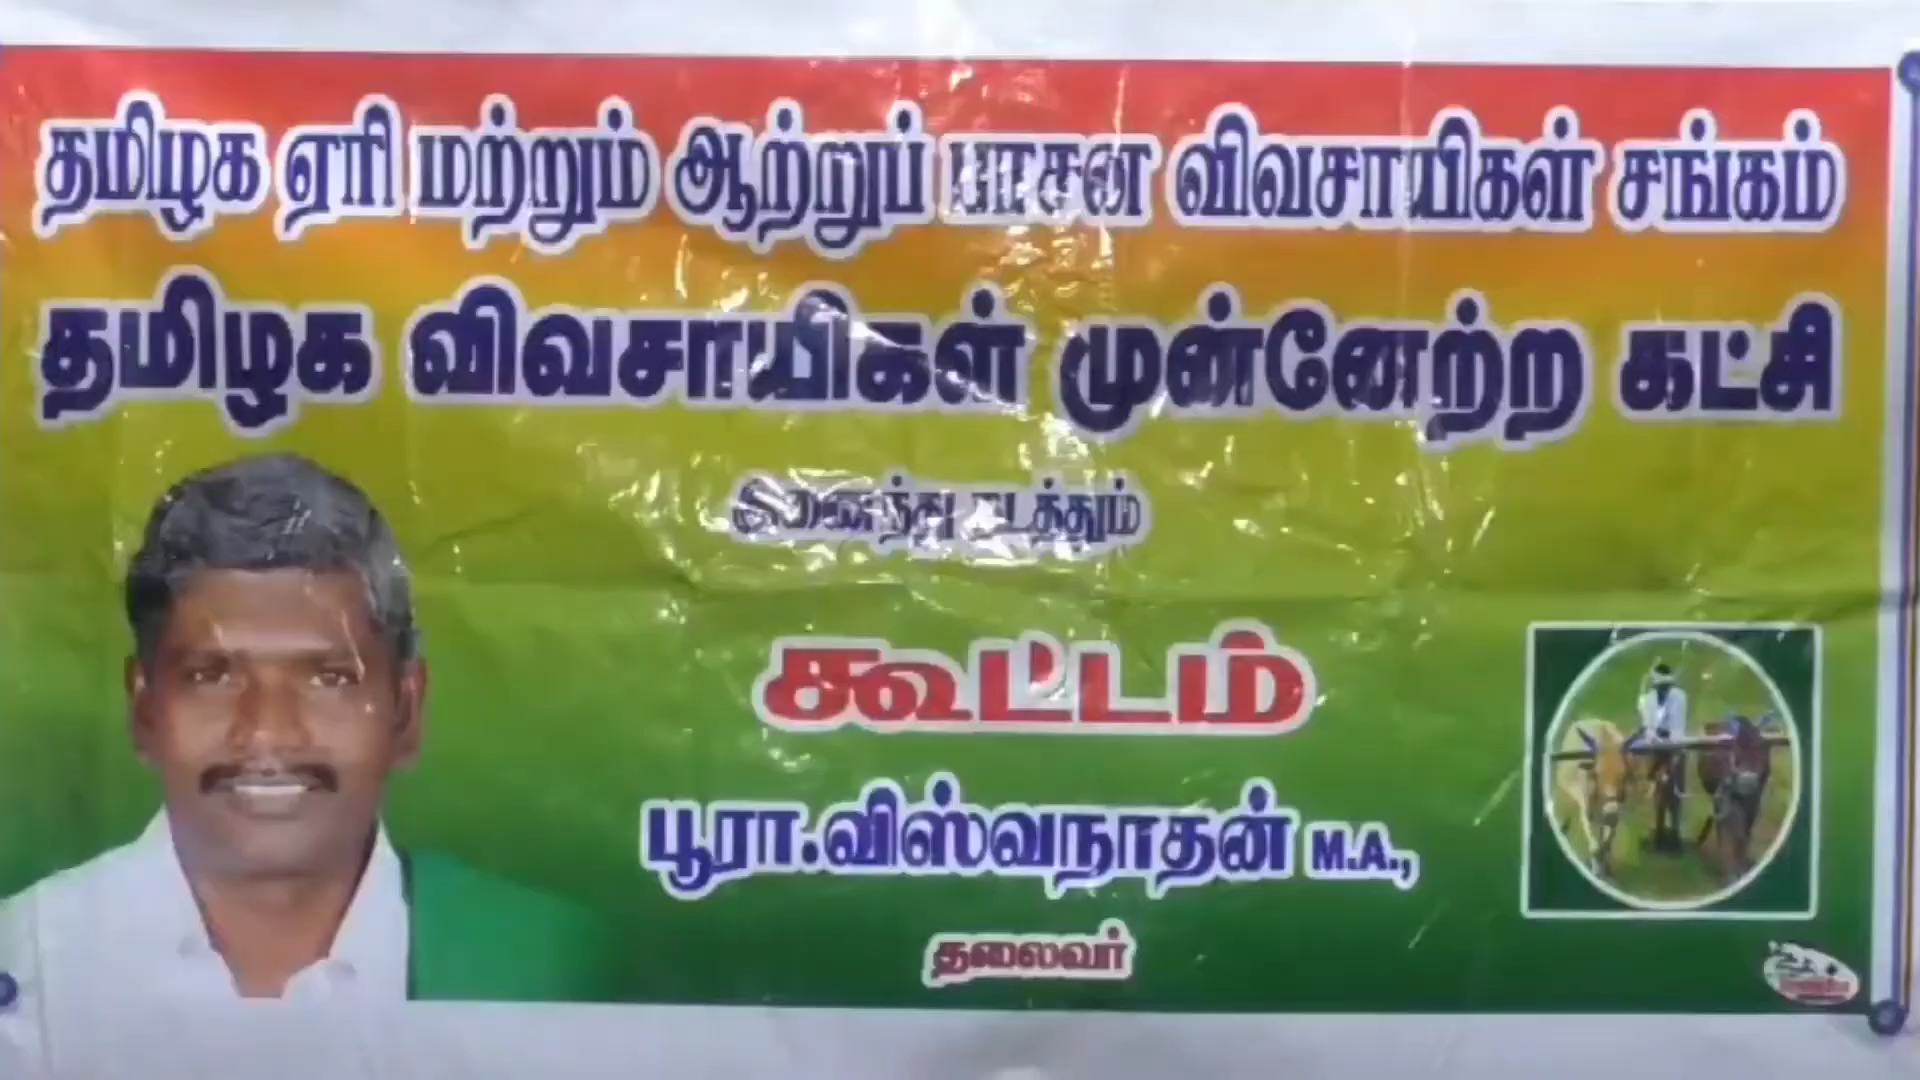 தமிழக ஏரி மற்றும் ஆற்றுப் பாசன விவசாயிகள் சங்கம்
தமிழக விவசாயிகள் முன்னேற்ற கட்சி
இணைந்து நடத்தும்
கூட்டம்
பூரா.விஸ்வநாதன் M.A.,
தலைவர்